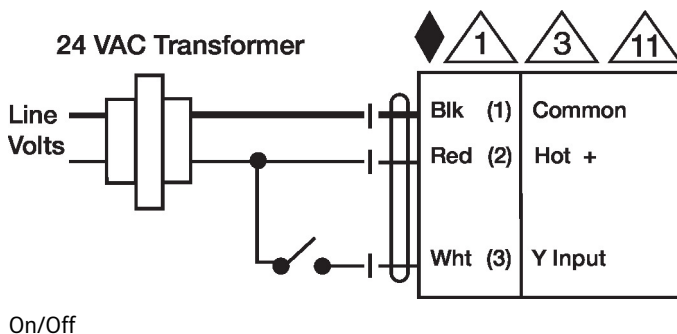 24 VAC Transformer
1 3 11
Line Volts
Blk (1) Common
Red (2) Hot +
Wht (3) Y Input
On/Off